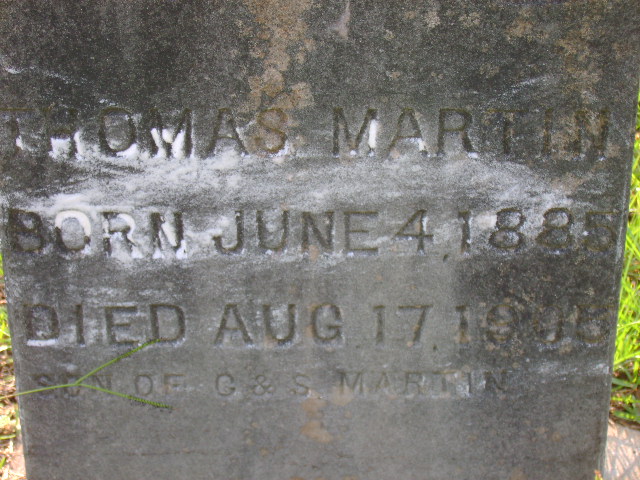 THOMAS MARTIN
BORN JUNE 4, 1885
DIED AUG. 17,
SON OF G & S. MARTIN